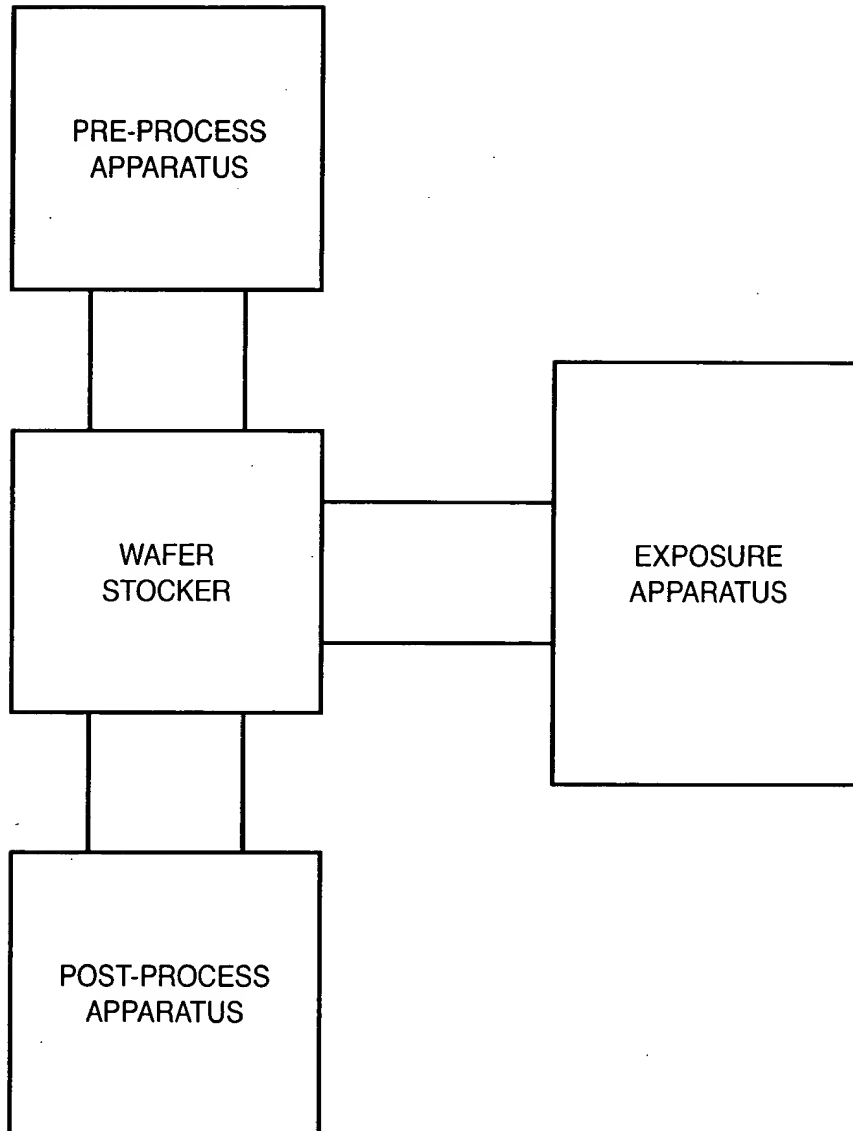 PRE-PROCESS
APPARATUS
WAFER
STOCKER
EXPOSURE
APPARATUS
POST-PROCESS
APPARATUS